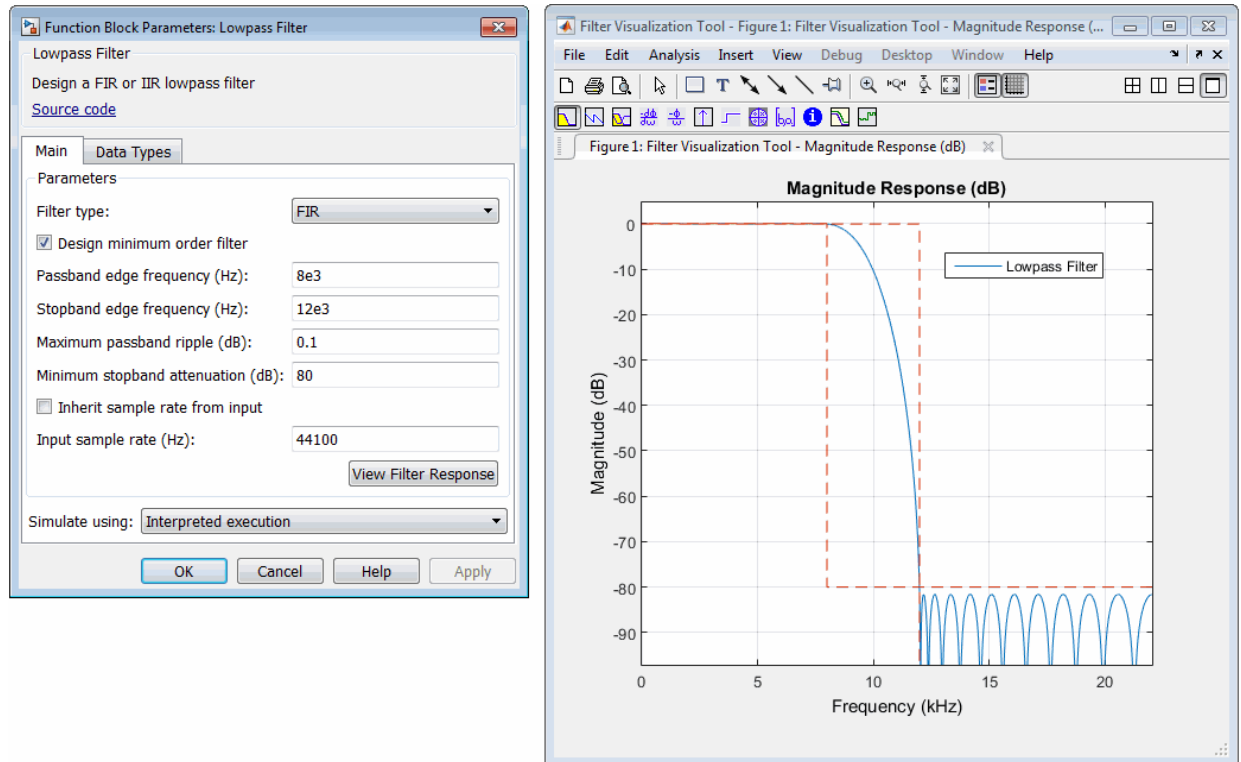 Function Block Parameters: Lowpass Filter
Lowpass Filter
Design a FIR or IIR lowpass filter
Source code
Main Data Types
Parameters
Filter type: FIR
Design minimum order filter
Passband edge frequency (Hz): 8e3
Stopband edge frequency (Hz): 12e3
Maximum passband ripple (dB): 0.1
Minimum stopband attenuation (dB): 80
Inherit sample rate from input
Input sample rate (Hz): 44100
View Filter Response
Simulate using: Interpreted execution
OK Cancel Help Apply
Filter Visualization Tool - Figure 1: Filter Visualization Tool - Magnitude Response (...
File Edit Analysis Insert View Debug Desktop Window Help
Figure 1: Filter Visualization Tool - Magnitude Response (dB)
Magnitude Response (dB)
0
-10
-20
-30
-40
-50
-60
-70
-80
-90
Magnitude (dB)
Lowpass Filter
0 5 10 15 20
Frequency (kHz)